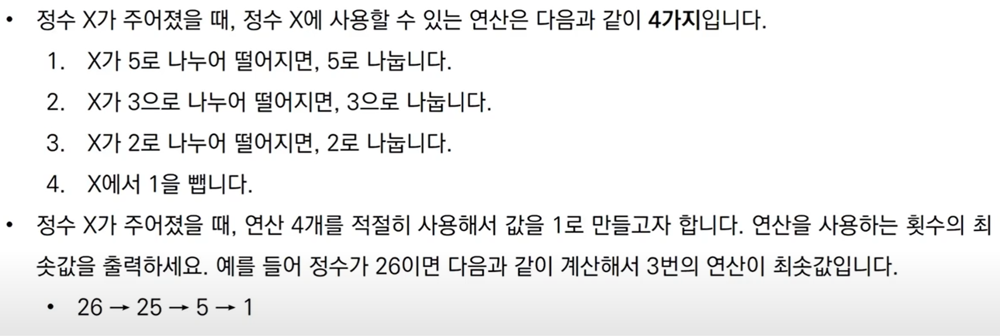 • 정수 X가 주어졌을 때, 정수 X에 사용할 수 있는 연산은 다음과 같이 4가지입니다.
1. X가 5로 나누어 떨어지면, 5로 나눕니다.
2. X가 3으로 나누어 떨어지면, 3으로 나눕니다.
3. X가 2로 나누어 떨어지면, 2로 나눕니다.
4. X에서 1을 뺍니다.
• 정수 X가 주어졌을 때, 연산 4개를 적절히 사용해서 값을 1로 만들고자 합니다. 연산을 사용하는 횟수의 최
솟값을 출력하세요. 예를 들어 정수가 26이면 다음과 같이 계산해서 3번의 연산이 최솟값입니다.
• 26 → 25 → 5 → 1